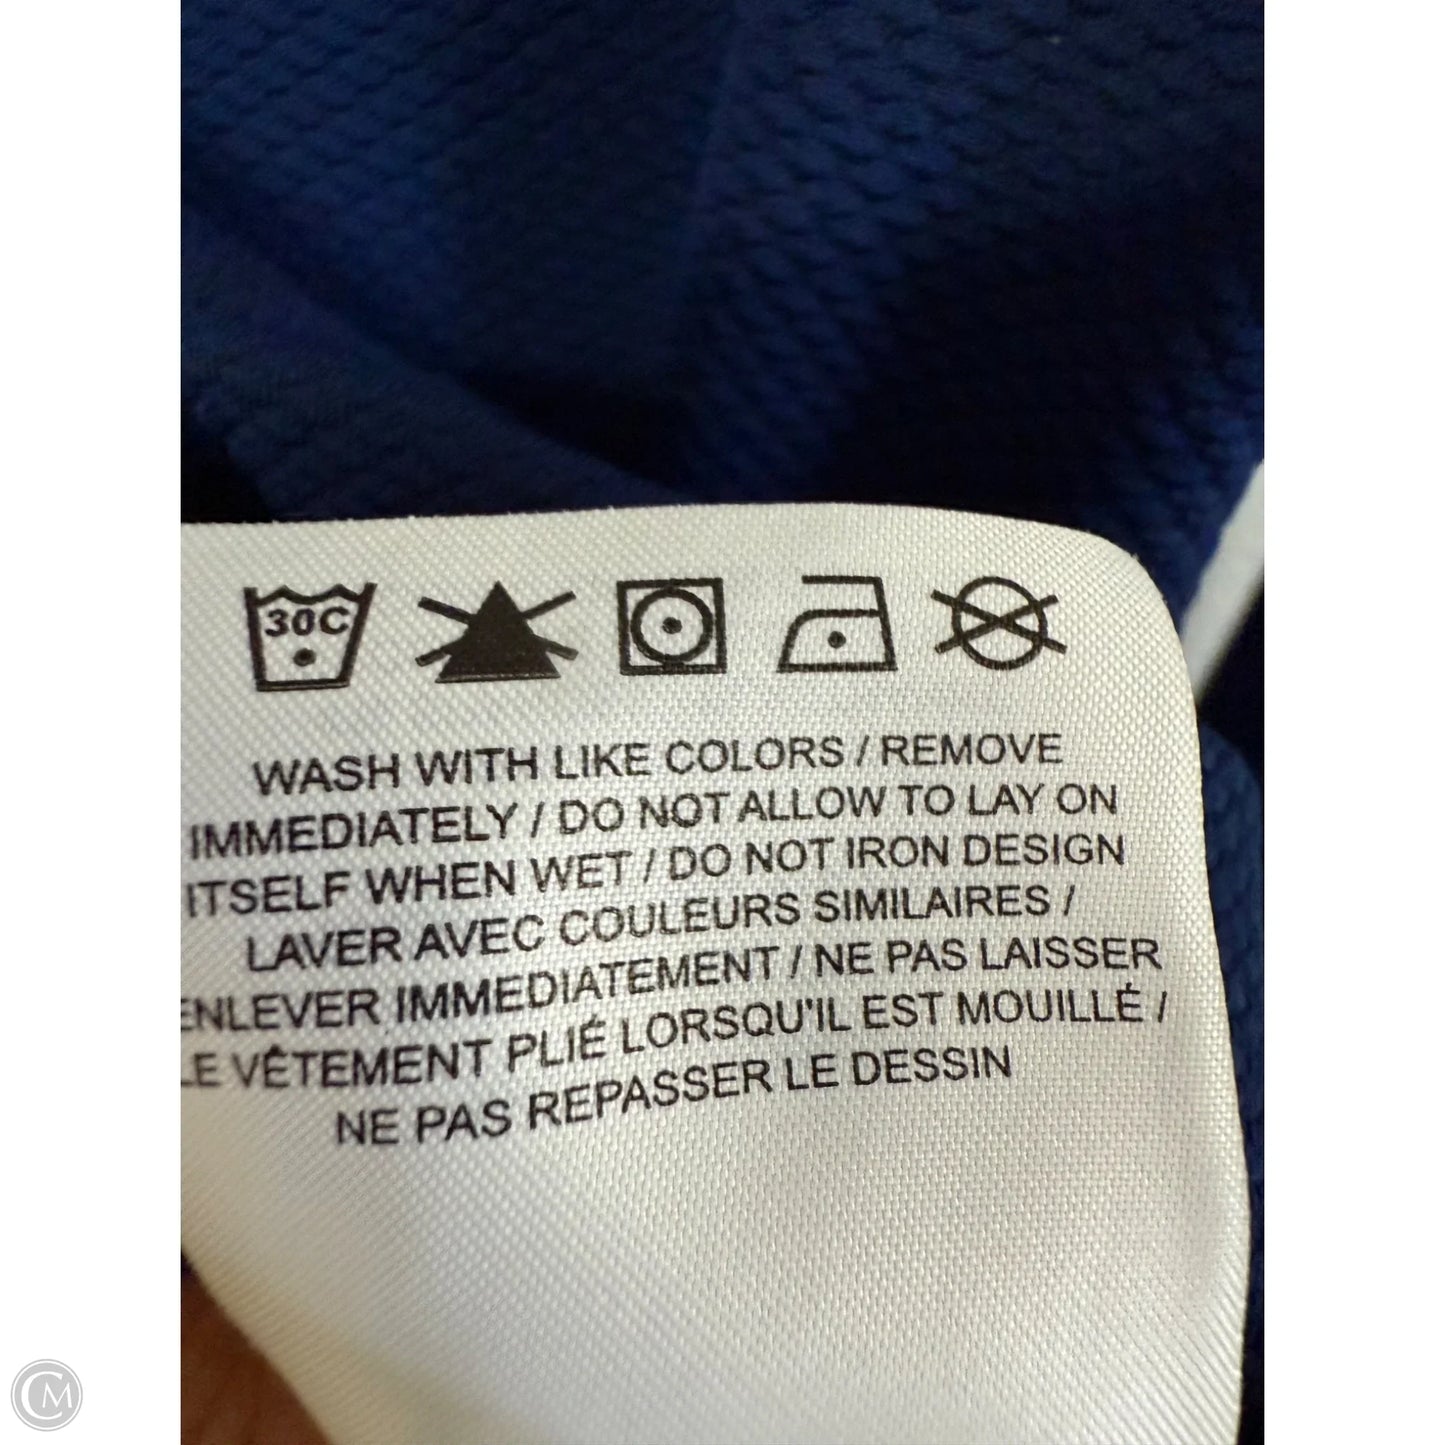 30C
WASH WITH LIKE COLORS / REMOVE
IMMEDIATELY / DO NOT ALLOW TO LAY ON
ITSELF WHEN WET / DO NOT IRON DESIGN
LAVER AVEC COULEURS SIMILAIRES /
ENLEVER IMMEDIATEMENT / NE PAS LAISSER
LE VÊTEMENT PLIÉ LORSQU'IL EST MOUILLÉ /
NE PAS REPASSER LE DESSIN
CM